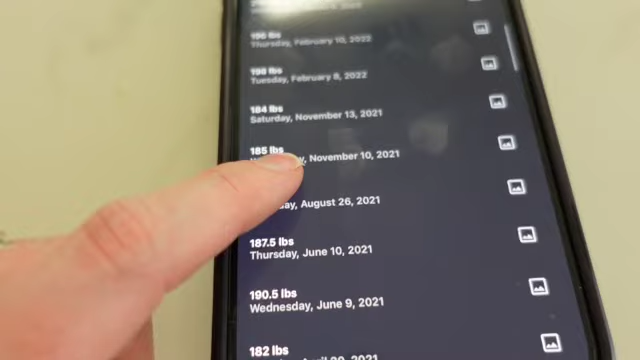 196 lbs
Thursday, February 10, 2022
198 lbs
Tuesday, February 8, 2022
184 lbs
Saturday, November 13, 2021
185 lbs
November 10, 2021
August 26, 2021
187.5 lbs
Thursday, June 10, 2021
190.5 lbs
Wednesday, June 9, 2021
182 lbs